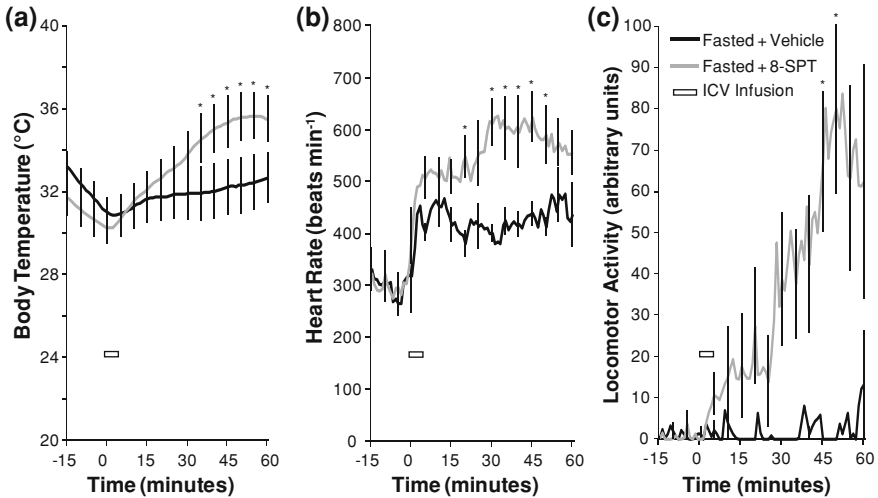 (a)
Body Temperature (°C)
40
36
32
28
24
20
-15 0 15 30 45 60
Time (minutes)
* * * * * *
(b)
Heart Rate (beats min⁻¹)
800
700
600
500
400
300
200
100
0
-15 0 15 30 45 60
Time (minutes)
* * * * * *
(c)
Locomotor Activity (arbitrary units)
100
90
80
70
60
50
40
30
20
10
0
-15 0 15 30 45 60
Time (minutes)
* *
Fasted + Vehicle
Fasted + 8-SPT
ICV Infusion